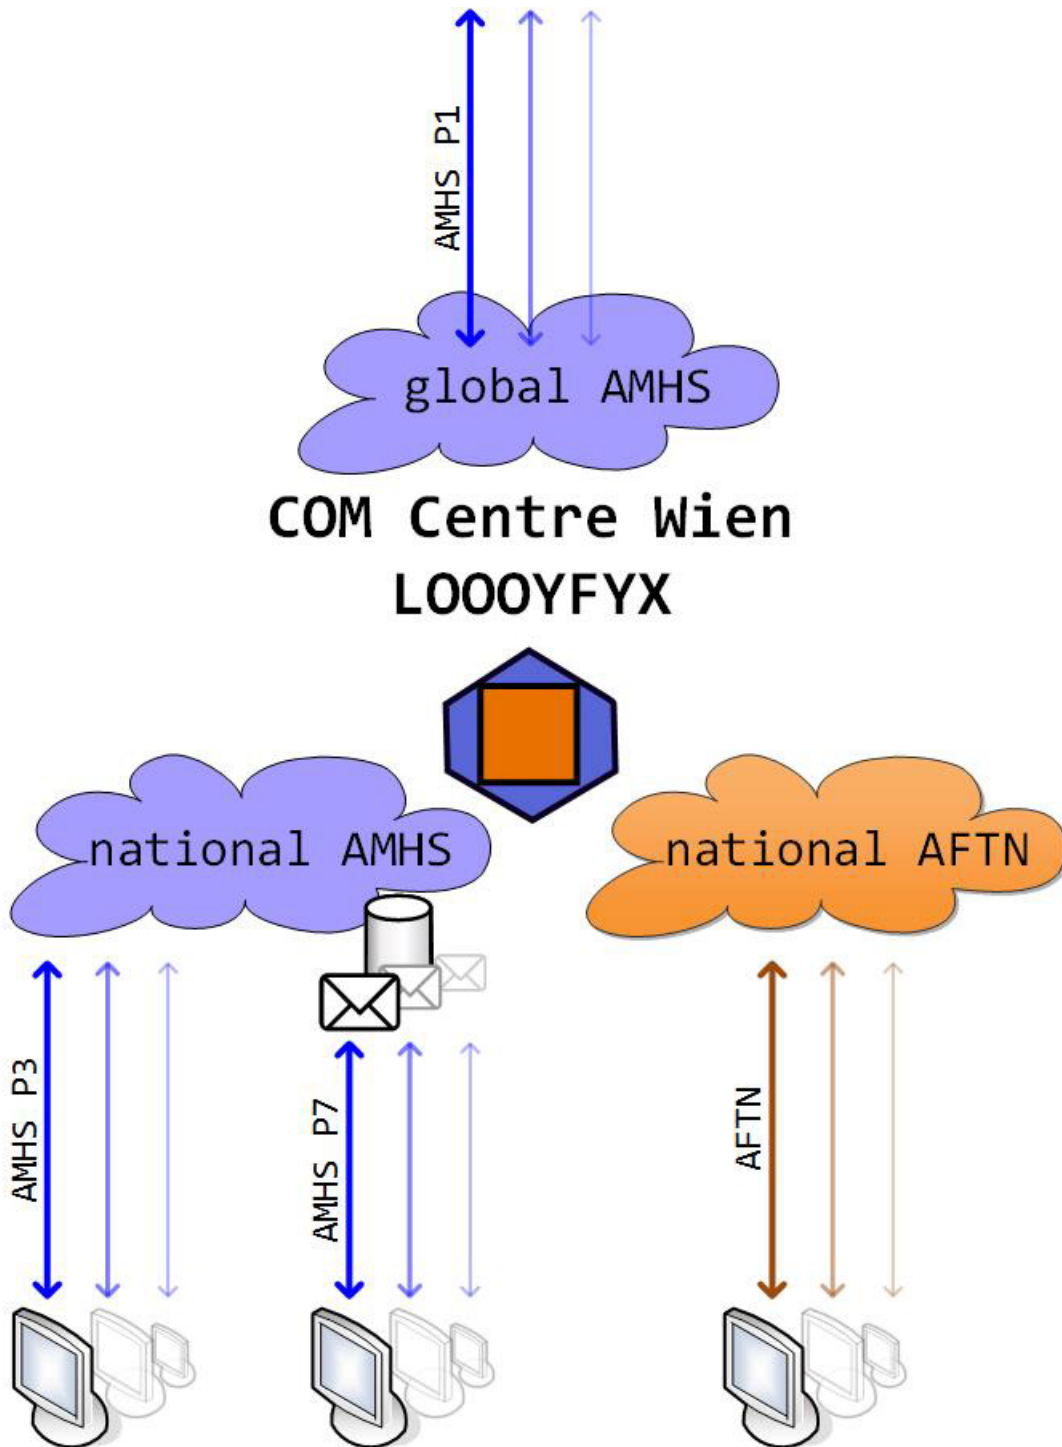 AMHS P1
global AMHS
COM Centre Wien
LOOOYFYX
national AMHS
national AFTN
AMHS P3
AMHS P7
AFTN